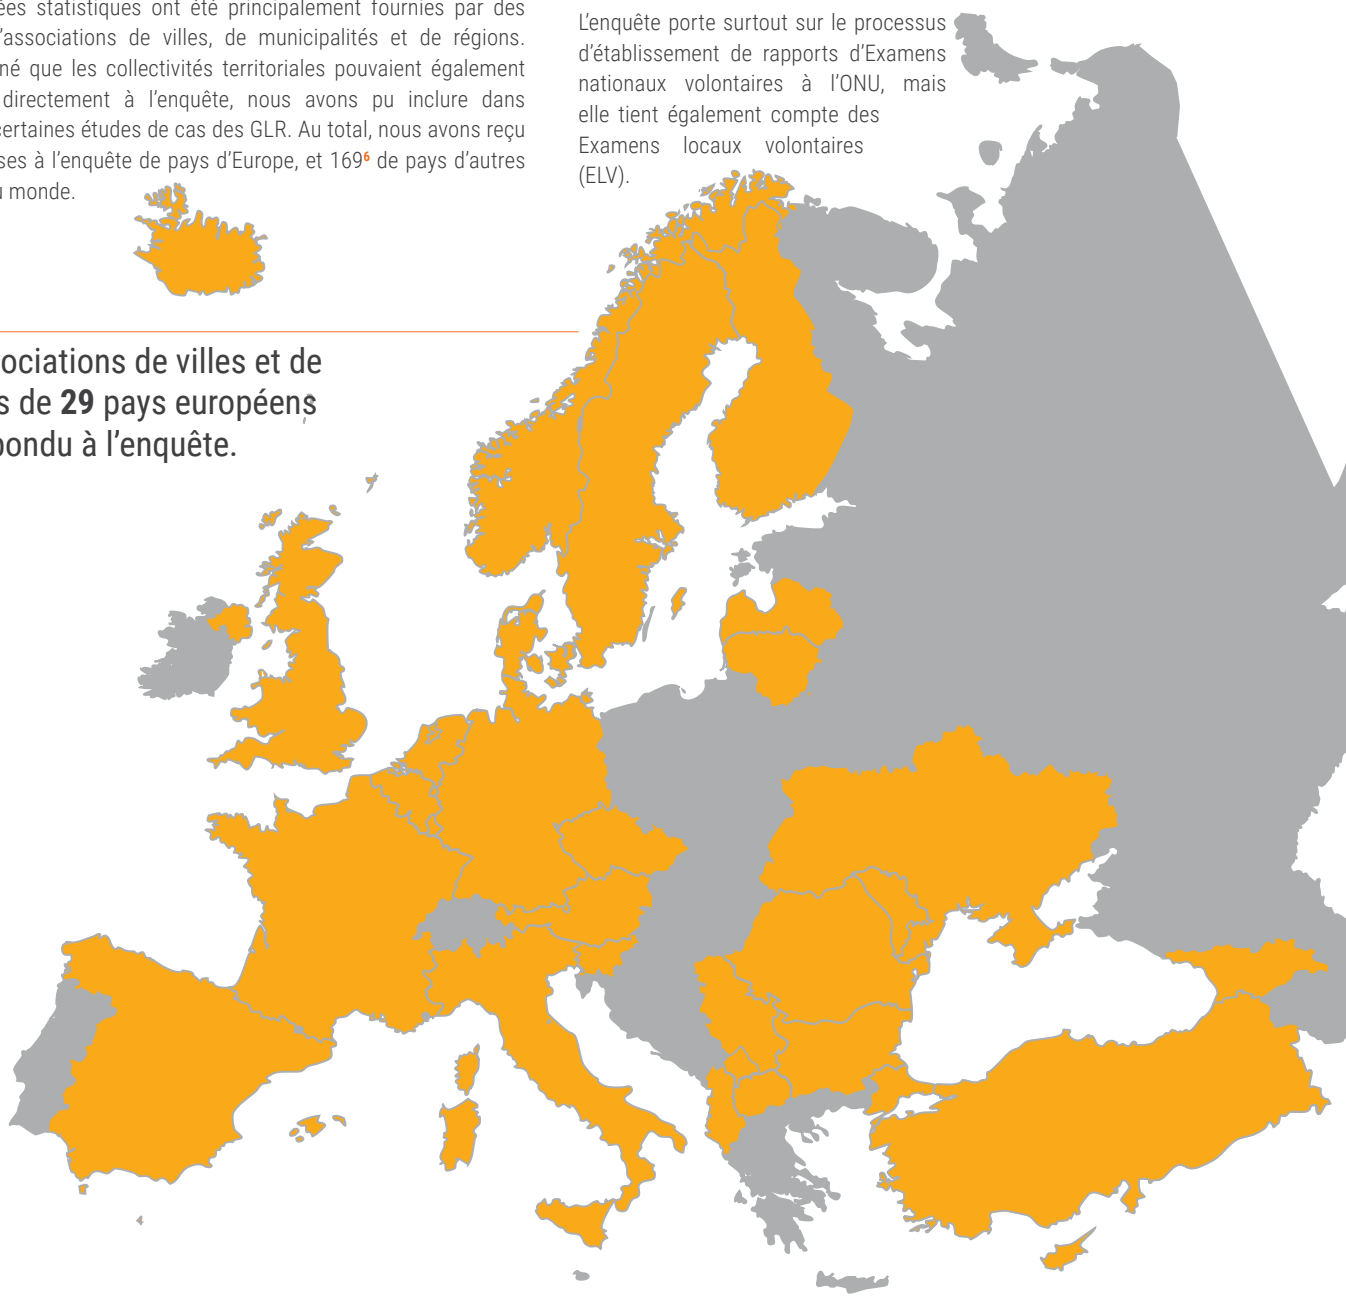 ées statistiques ont été principalement fournies par des
'associations de villes, de municipalités et de régions.
né que les collectivités territoriales pouvaient également
directement à l'enquête, nous avons pu inclure dans
certaines études de cas des GLR. Au total, nous avons reçu
ses à l'enquête de pays d'Europe, et 169⁶ de pays d'autres
u monde.
L'enquête porte surtout sur le processus
d'établissement de rapports d'Examens
nationaux volontaires à l'ONU, mais
elle tient également compte des
Examens locaux volontaires
(ELV).
ociations de villes et de
s de 29 pays européens
pondu à l'enquête.